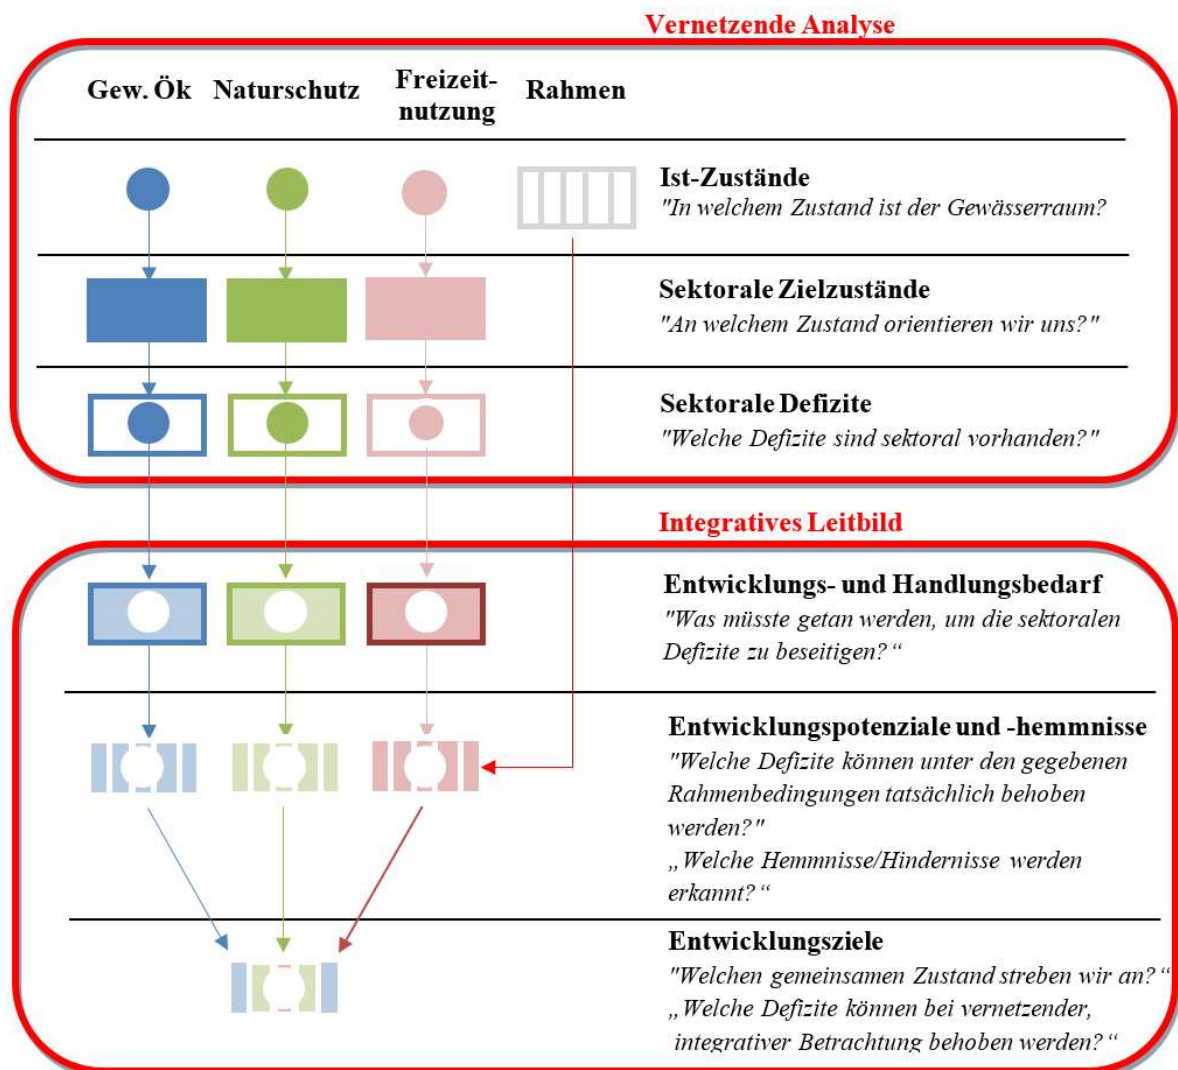 Vernetzende Analyse
Gew. Ök Naturschutz Freizeit-
nutzung Rahmen
Ist-Zustände
"In welchem Zustand ist der Gewässerraum?
Sektorale Zielzustände
"An welchem Zustand orientieren wir uns?"
Sektorale Defizite
"Welche Defizite sind sektoral vorhanden?"
Integratives Leitbild
Entwicklungs- und Handlungsbedarf
"Was müsste getan werden, um die sektoralen
Defizite zu beseitigen?“
Entwicklungspotenziale und -hemmnisse
"Welche Defizite können unter den gegebenen
Rahmenbedingungen tatsächlich behoben
werden?"
„Welche Hemmnisse/Hindernisse werden
erkannt?“
Entwicklungsziele
"Welchen gemeinsamen Zustand streben wir an?“
„Welche Defizite können bei vernetzender,
integrativer Betrachtung behoben werden?“